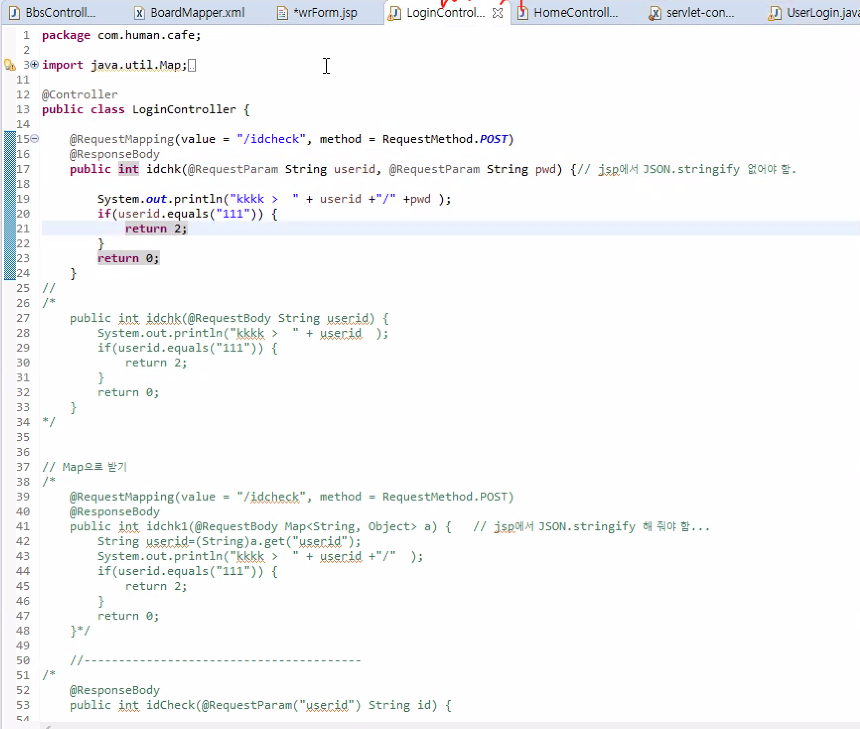 BbsControll... BoardMapper.xml *wrForm.jsp LoginControl... HomeControll... servlet-con... UserLogin.java
1 package com.human.cafe;
2
3 import java.util.Map;
11
12 @Controller
13 public class LoginController {
14
15 @RequestMapping(value = "/idcheck", method = RequestMethod.POST)
16 @ResponseBody
17 public int idchk(@RequestParam String userid, @RequestParam String pwd) {// jsp에서 JSON.stringify 없어야 함.
18
19 System.out.println("kkkk >  " + userid +"/" +pwd );
20 if(userid.equals("111")) {
21 return 2;
22 }
23 return 0;
24 }
25 //
26 /*
27 public int idchk(@RequestBody String userid) {
28 System.out.println("kkkk >  " + userid  );
29 if(userid.equals("111")) {
30 return 2;
31 }
32 return 0;
33 }
34 */
35
36
37 // Map으로 받기
38 /*
39 @RequestMapping(value = "/idcheck", method = RequestMethod.POST)
40 @ResponseBody
41 public int idchk1(@RequestBody Map<String, Object> a) {   // jsp에서 JSON.stringify 해 줘야 함...
42 String userid=(String)a.get("userid");
43 System.out.println("kkkk >  " + userid +"/"  );
44 if(userid.equals("111")) {
45 return 2;
46 }
47 return 0;
48 }*/
49
50 //----------------------------------------
51 /*
52 @ResponseBody
53 public int idCheck(@RequestParam("userid") String id) {
54